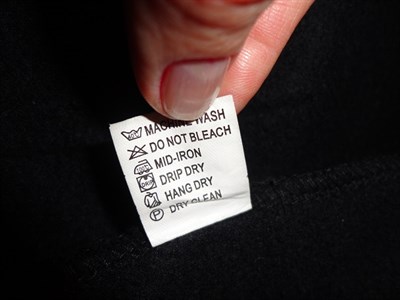 MACHINE WASH
DO NOT BLEACH
MID-IRON
DRIP DRY
HANG DRY
DRY CLEAN